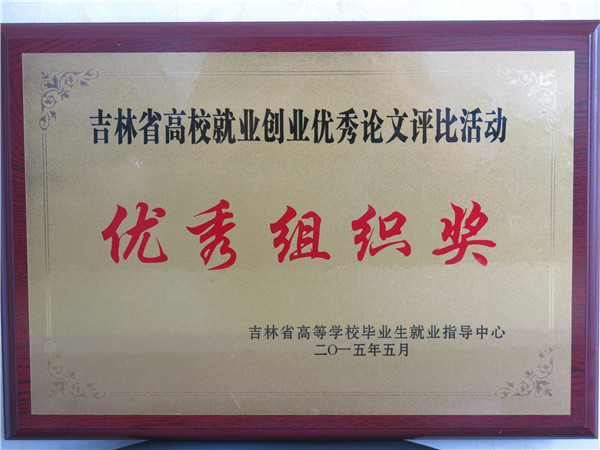 吉林省高校就业创业优秀论文评比活动
优秀组织奖
吉林省高等学校毕业生就业指导中心
二〇一五年五月